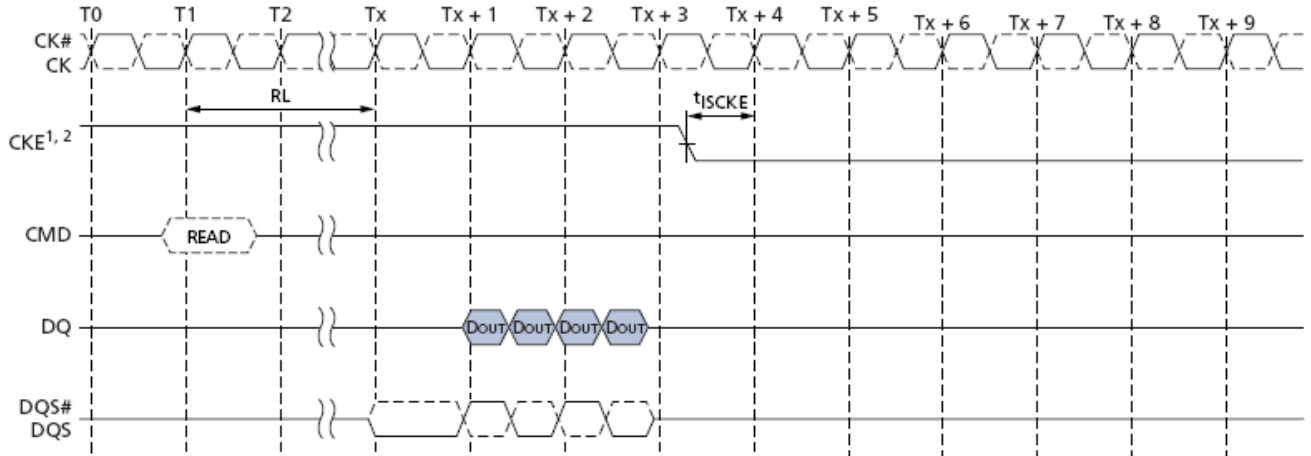 T0 T1 T2 Tx Tx + 1 Tx + 2 Tx + 3 Tx + 4 Tx + 5 Tx + 6 Tx + 7 Tx + 8 Tx + 9
CK#
CK
RL
tISCKE
CKE1, 2
CMD READ
DQ DOUT DOUT DOUT DOUT
DQS#
DQS